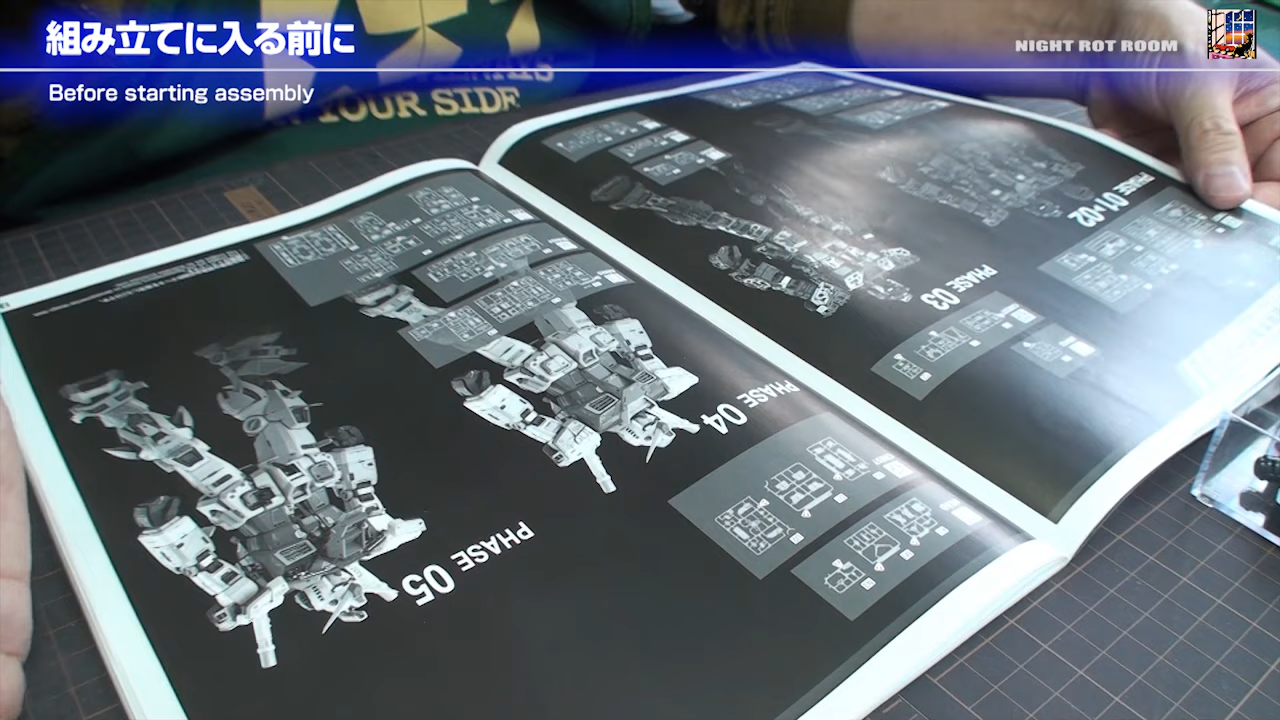 組み立てに入る前に
Before starting assembly
NIGHT ROT ROOM
YOUR SIDE
PHASE 01-02
PHASE 03
PHASE 04
PHASE 05